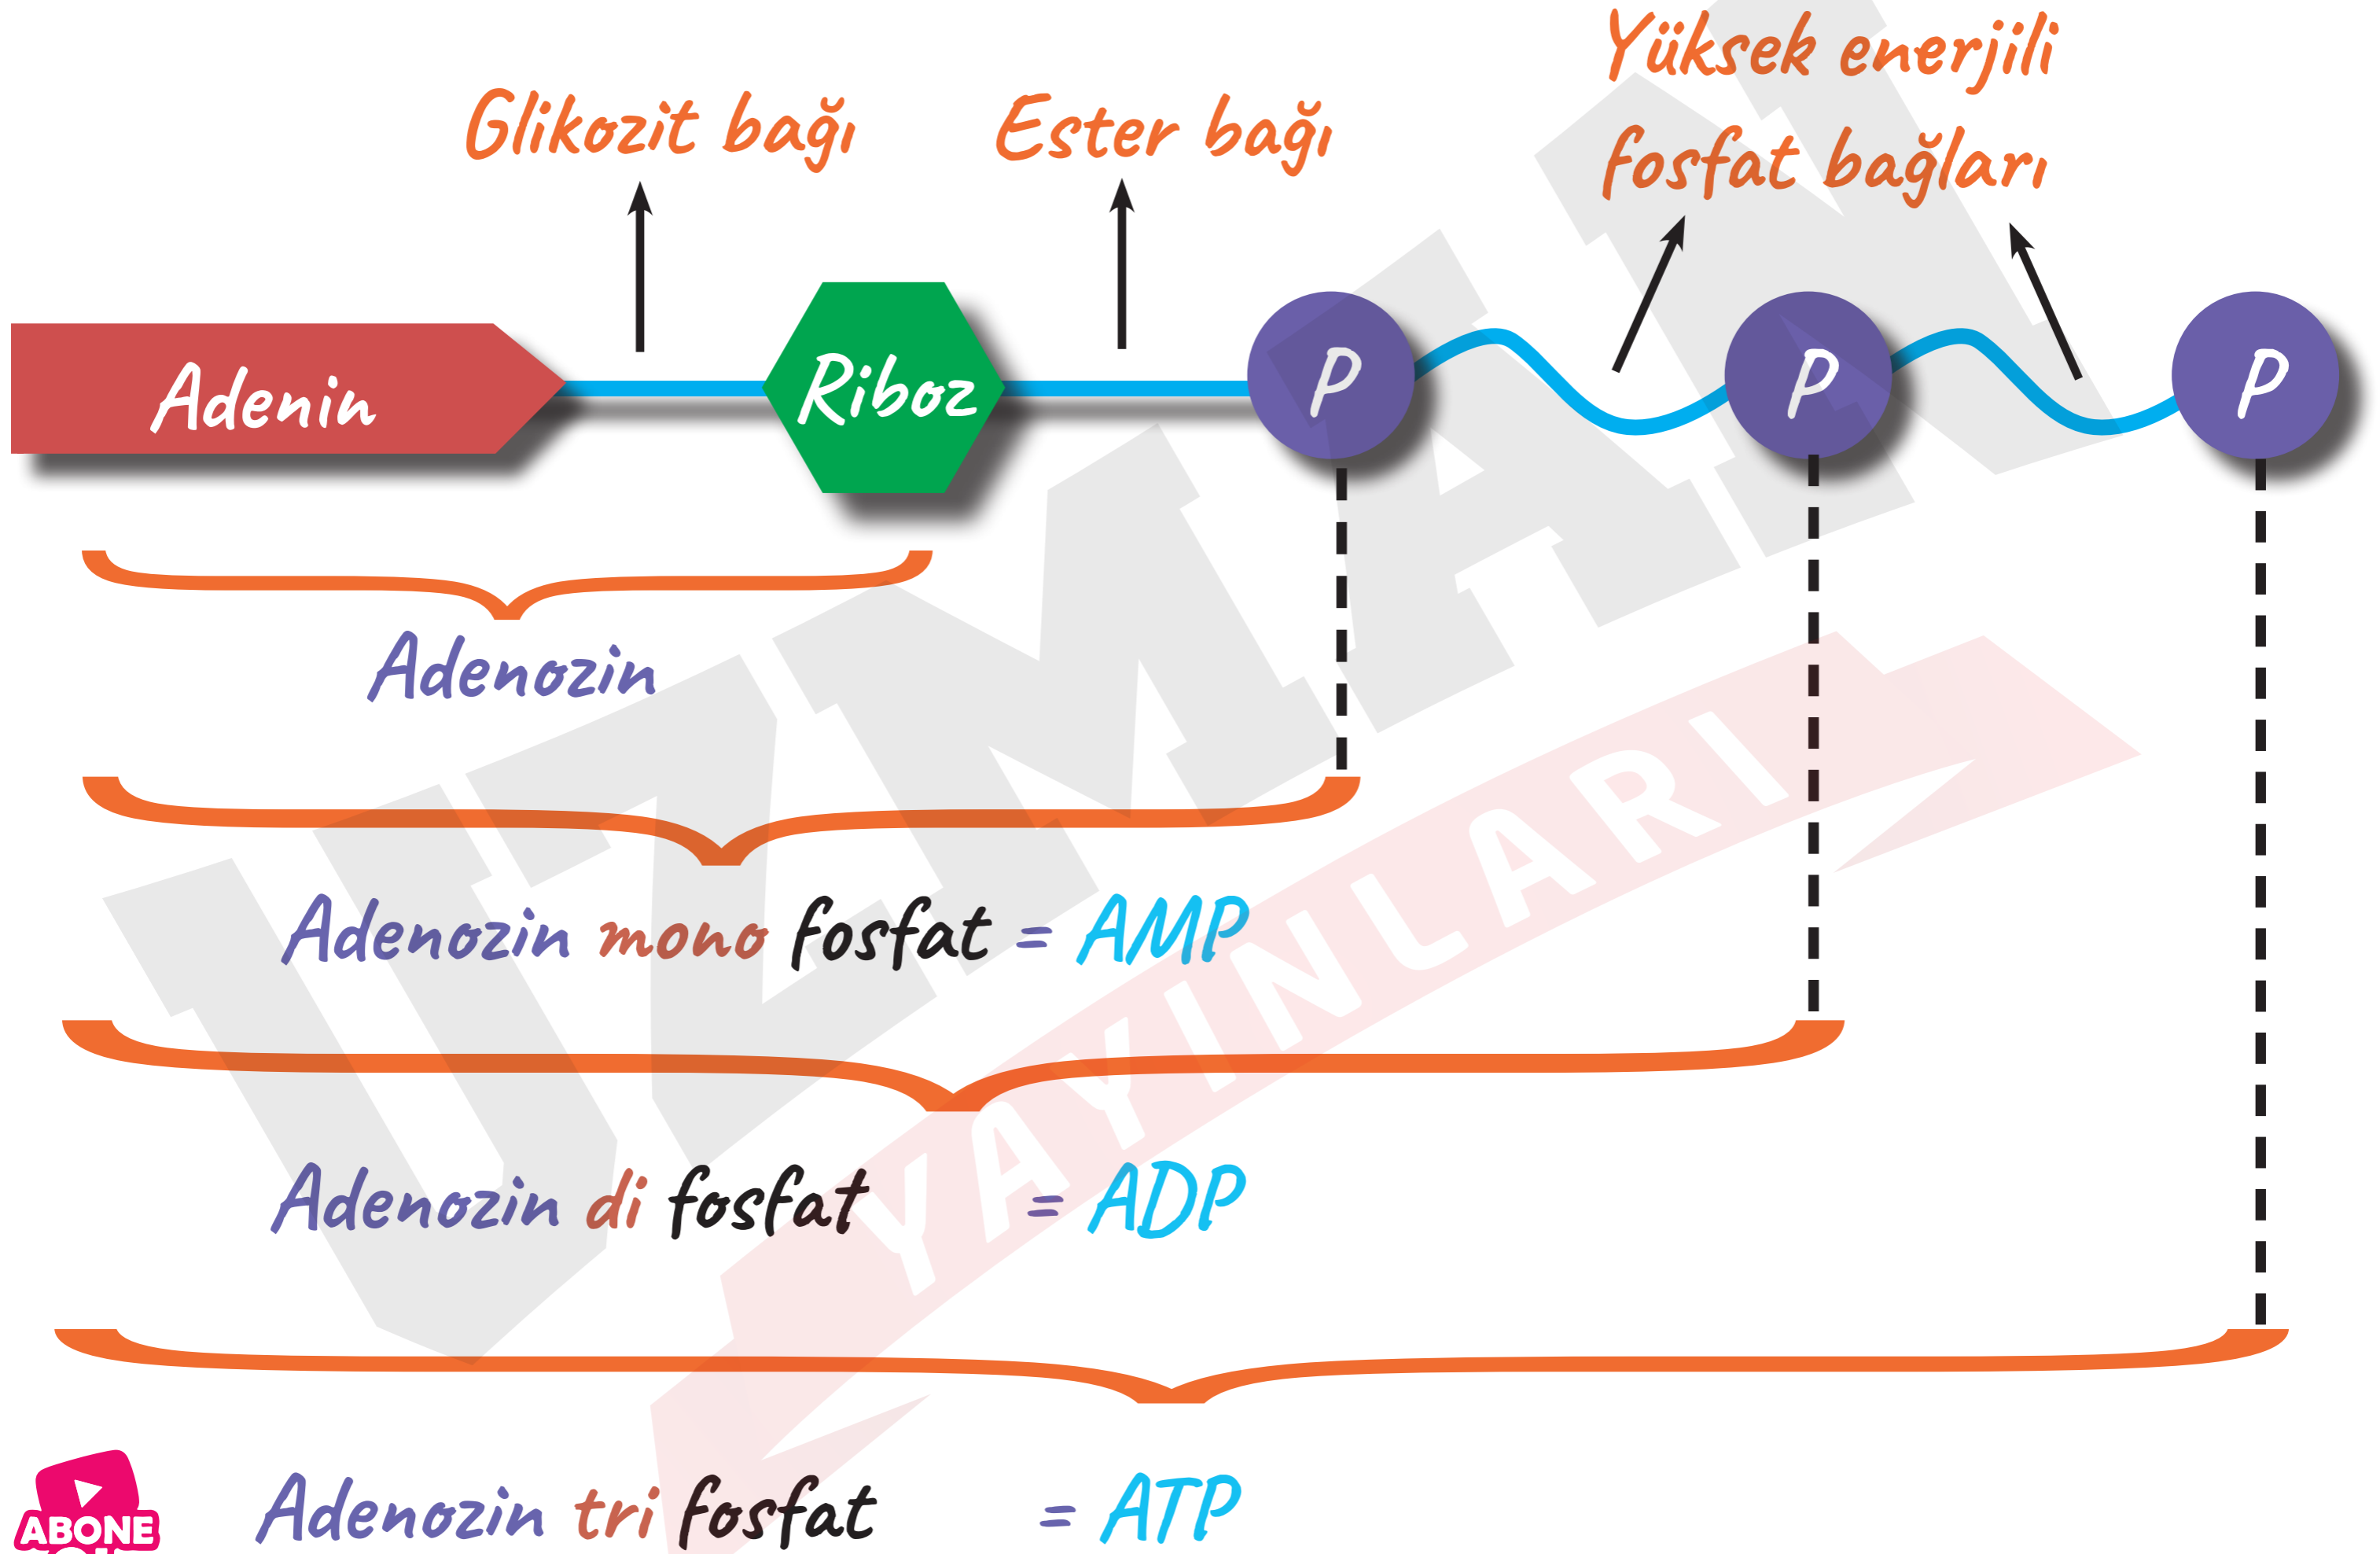 Yüksek enerjili
Glikozit bağı Ester bağı fosfat bağları
Adenin Riboz P P P
Adenozin
Adenozin mono fosfat = AMP
Adenozin di fosfat = ADP
Adenozin tri fosfat = ATP
UZMAN
YAYINLARI
ABONE